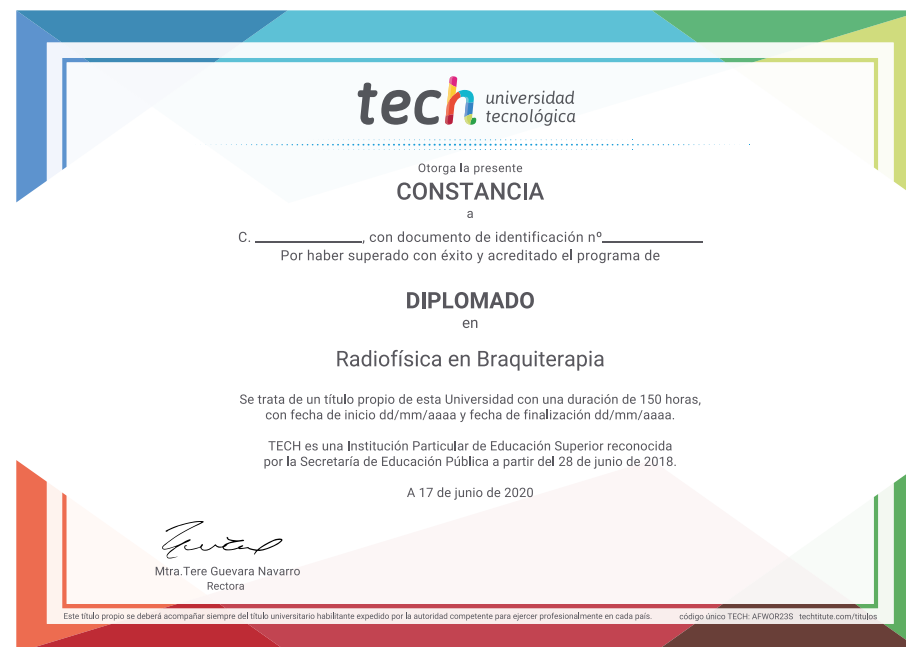 tech universidad
tecnológica
Otorga la presente
CONSTANCIA
a
C. ____________, con documento de identificación nº____________
Por haber superado con éxito y acreditado el programa de
DIPLOMADO
en
Radiofísica en Braquiterapia
Se trata de un título propio de esta Universidad con una duración de 150 horas,
con fecha de inicio dd/mm/aaaa y fecha de finalización dd/mm/aaaa.
TECH es una Institución Particular de Educación Superior reconocida
por la Secretaría de Educación Pública a partir del 28 de junio de 2018.
A 17 de junio de 2020
Mtra.Tere Guevara Navarro
Rectora
Este título propio se deberá acompañar siempre del título universitario habilitante expedido por la autoridad competente para ejercer profesionalmente en cada país. código único TECH: AFWOR23S techtitute.com/titulos